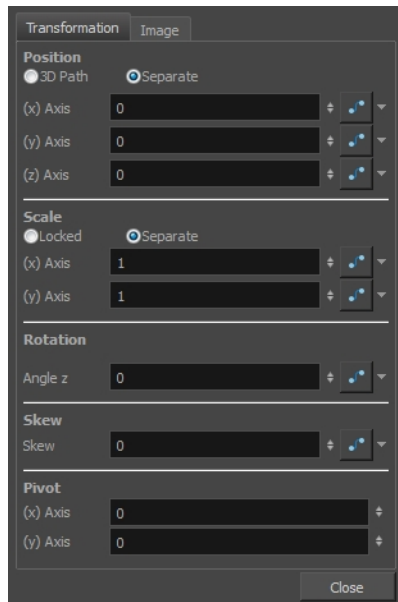 Transformation Image
Position
3D Path Separate
(x) Axis 0
(y) Axis 0
(z) Axis 0
Scale
Locked Separate
(x) Axis 1
(y) Axis 1
Rotation
Angle z 0
Skew
Skew 0
Pivot
(x) Axis 0
(y) Axis 0
Close